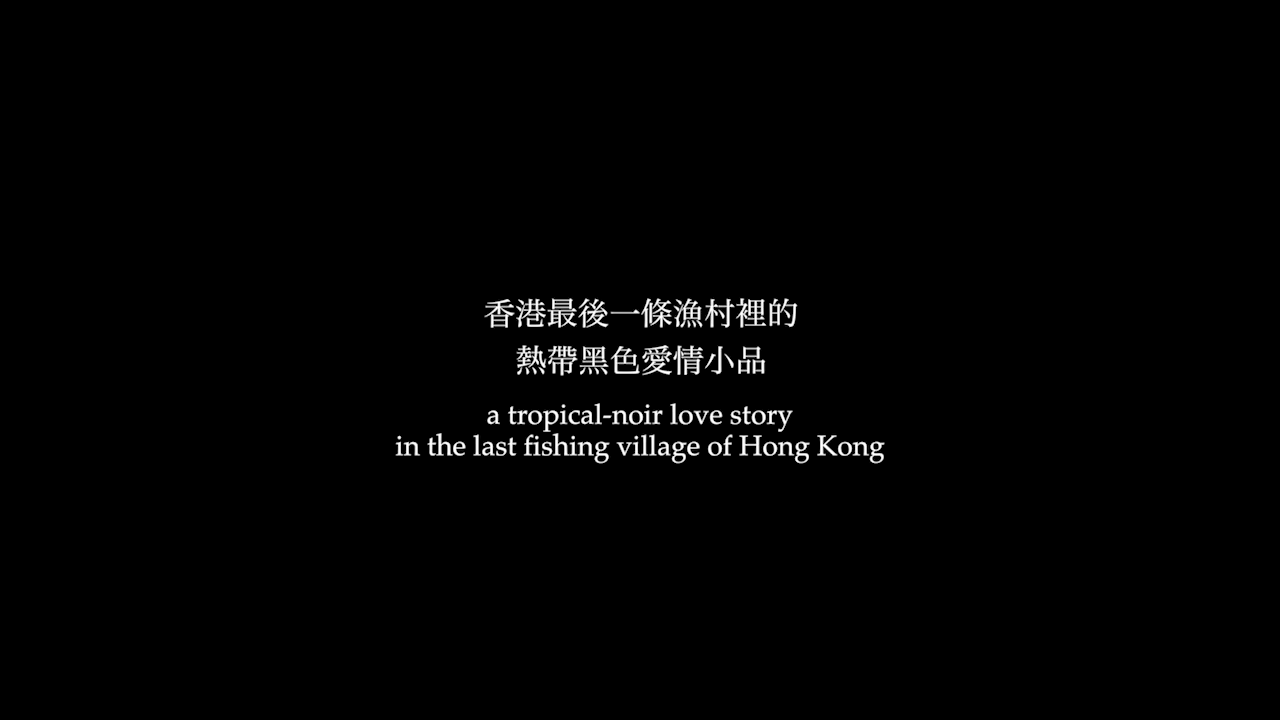 香港最後一條漁村裡的
熱帶黑色愛情小品
a tropical-noir love story
in the last fishing village of Hong Kong